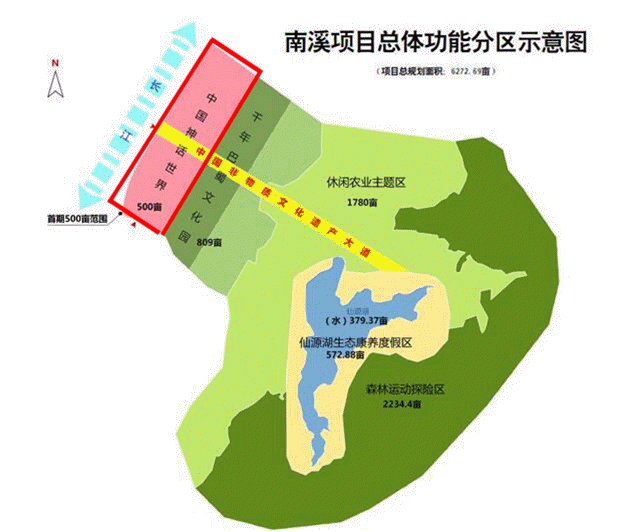 南溪项目总体功能分区示意图
（项目总规划面积：6272.69亩）
N
长江
中国神话世界
500亩
首期500亩范围
千年巴蜀文化园
809亩
中国非物质文化遗产大道
休闲农业主题区
1780亩
仙源湖
（水）379.37亩
仙源湖生态康养度假区
572.88亩
森林运动探险区
2234.4亩